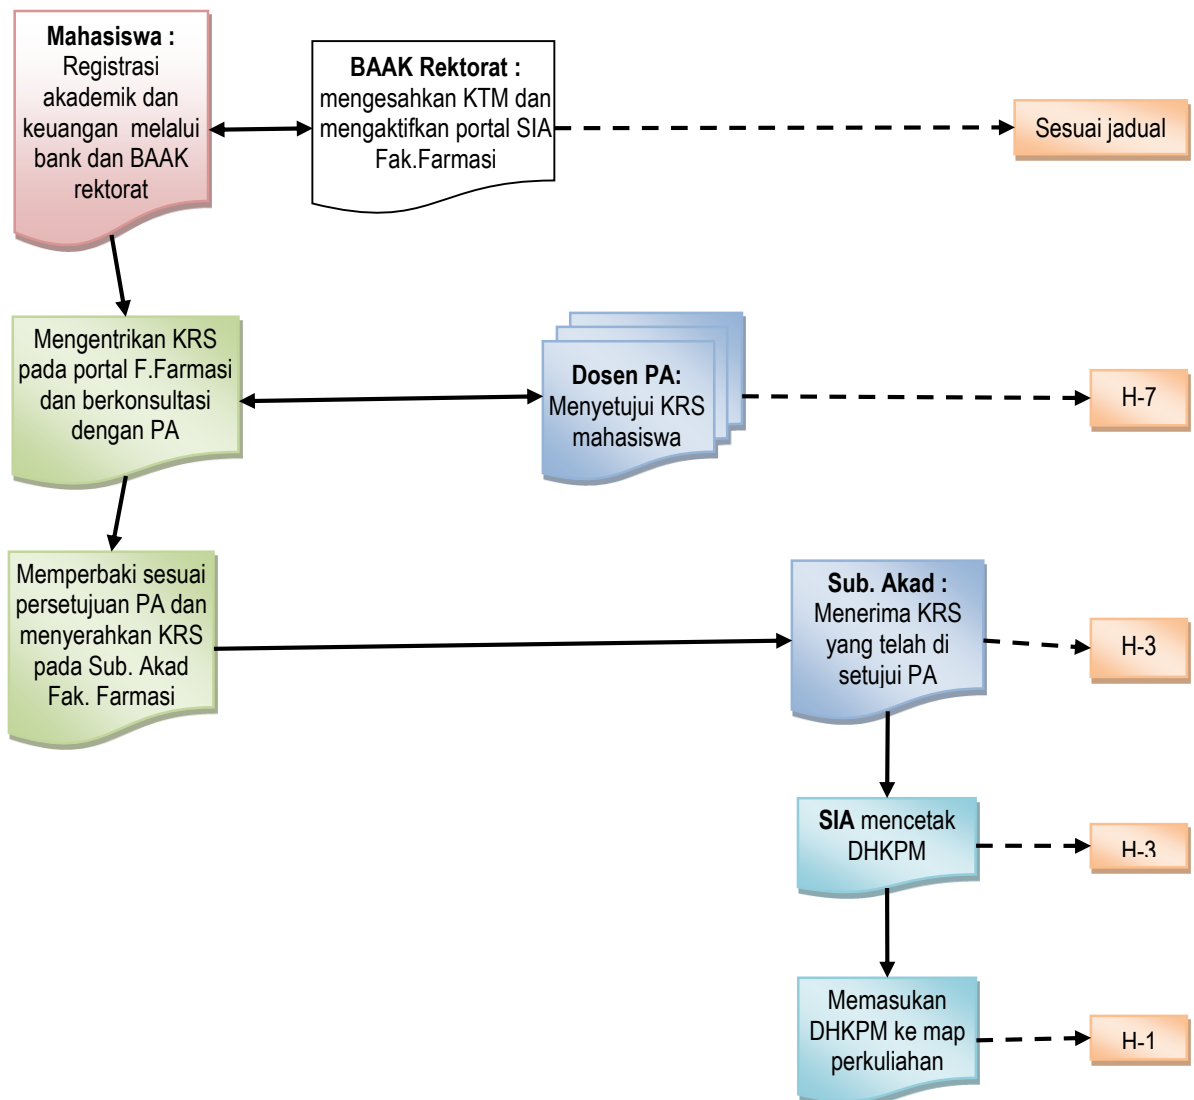 Mahasiswa :
Registrasi
akademik dan
keuangan melalui
bank dan BAAK
rektorat
BAAK Rektorat :
mengesahkan KTM dan
mengaktifkan portal SIA
Fak.Farmasi
Sesuai jadual
Mengentrikan KRS
pada portal F.Farmasi
dan berkonsultasi
dengan PA
Dosen PA:
Menyetujui KRS
mahasiswa
H-7
Memperbaki sesuai
persetujuan PA dan
menyerahkan KRS
pada Sub. Akad
Fak. Farmasi
Sub. Akad :
Menerima KRS
yang telah di
setujui PA
H-3
SIA mencetak
DHKPM
H-3
Memasukan
DHKPM ke map
perkuliahan
H-1